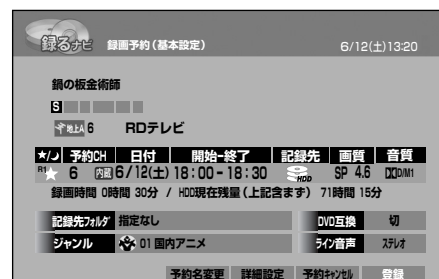 録るナビ 録画予約(基本設定) 6/12(土)13:20
鍋の板金術師
S
地上A 6 RDテレビ
★/♪ 予約CH 日付 開始-終了 記録先 画質 音質
R1 ★ 6 内蔵 6/12(土) 18:00-18:30 HDD SP 4.6 DD D/M1
録画時間 0時間 30分 / HDD現在残量(上記含まず) 71時間 15分
記録先フォルダ 指定なし DVD互換 切
ジャンル 01 国内アニメ ライン音声 ステレオ
予約名変更 詳細設定 予約キャンセル 登録